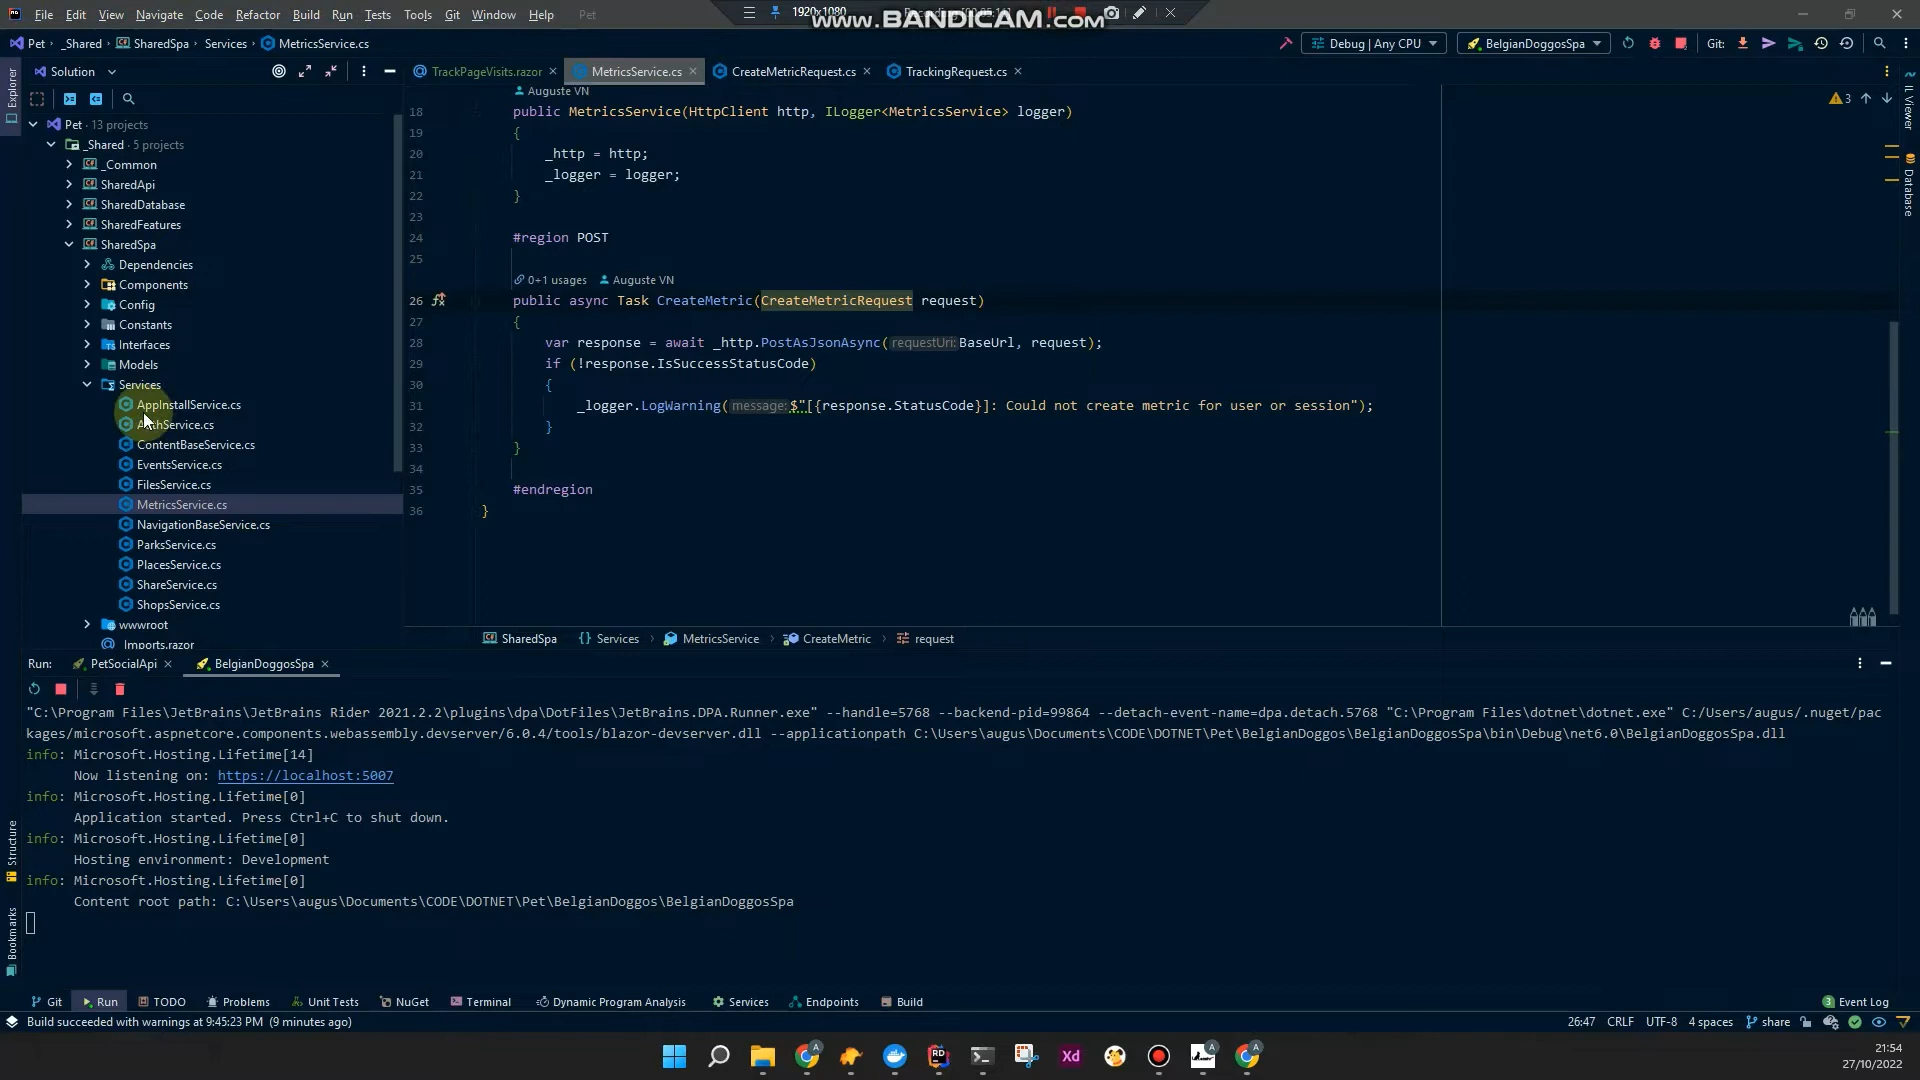 File Edit View Navigate Code Refactor Build Run Tests Tools Git Window Help Pet
1920x1080
www.BANDICAM.com
Pet _Shared SharedSpa Services MetricsService.cs
Debug | Any CPU BelgianDoggosSpa Git:
Explorer
Solution
TrackPageVisits.razor MetricsService.cs CreateMetricRequest.cs TrackingRequest.cs
Pet · 13 projects
_Shared · 5 projects
_Common
SharedApi
SharedDatabase
SharedFeatures
SharedSpa
Dependencies
Components
Config
Constants
Interfaces
Models
Services
AppInstallService.cs
AuthService.cs
ContentBaseService.cs
EventsService.cs
FilesService.cs
MetricsService.cs
NavigationBaseService.cs
ParksService.cs
PlacesService.cs
ShareService.cs
ShopsService.cs
wwwroot
_Imports.razor
Auguste VN
3
18 public MetricsService(HttpClient http, ILogger<MetricsService> logger)
19 {
20 _http = http;
21 _logger = logger;
22 }
23
24 #region POST
25
0+1 usages Auguste VN
26 public async Task CreateMetric(CreateMetricRequest request)
27 {
28 var response = await _http.PostAsJsonAsync( requestUri: BaseUrl, request);
29 if (!response.IsSuccessStatusCode)
30 {
31 _logger.LogWarning( message: $"[{response.StatusCode}]: Could not create metric for user or session");
32 }
33 }
34
35 #endregion
36 }
IL Viewer
Database
SharedSpa {} Services MetricsService CreateMetric request
Run: PetSocialApi BelgianDoggosSpa
"C:\Program Files\JetBrains\JetBrains Rider 2021.2.2\plugins\dpa\DotFiles\JetBrains.DPA.Runner.exe" --handle=5768 --backend-pid=99864 --detach-event-name=dpa.detach.5768 "C:\Program Files\dotnet\dotnet.exe" C:/Users/augus/.nuget/pac
kages/microsoft.aspnetcore.components.webassembly.devserver/6.0.4/tools/blazor-devserver.dll --applicationpath C:\Users\augus\Documents\CODE\DOTNET\Pet\BelgianDoggos\BelgianDoggosSpa\bin\Debug\net6.0\BelgianDoggosSpa.dll
info: Microsoft.Hosting.Lifetime[14]
Now listening on: https://localhost:5007
info: Microsoft.Hosting.Lifetime[0]
Application started. Press Ctrl+C to shut down.
info: Microsoft.Hosting.Lifetime[0]
Hosting environment: Development
info: Microsoft.Hosting.Lifetime[0]
Content root path: C:\Users\augus\Documents\CODE\DOTNET\Pet\BelgianDoggos\BelgianDoggosSpa
Structure
Bookmarks
Git Run TODO Problems Unit Tests NuGet Terminal Dynamic Program Analysis Services Endpoints Build 3 Event Log
Build succeeded with warnings at 9:45:23 PM (9 minutes ago) 26:47 CRLF UTF-8 4 spaces share
RD Xd A A A
21:54
27/10/2022